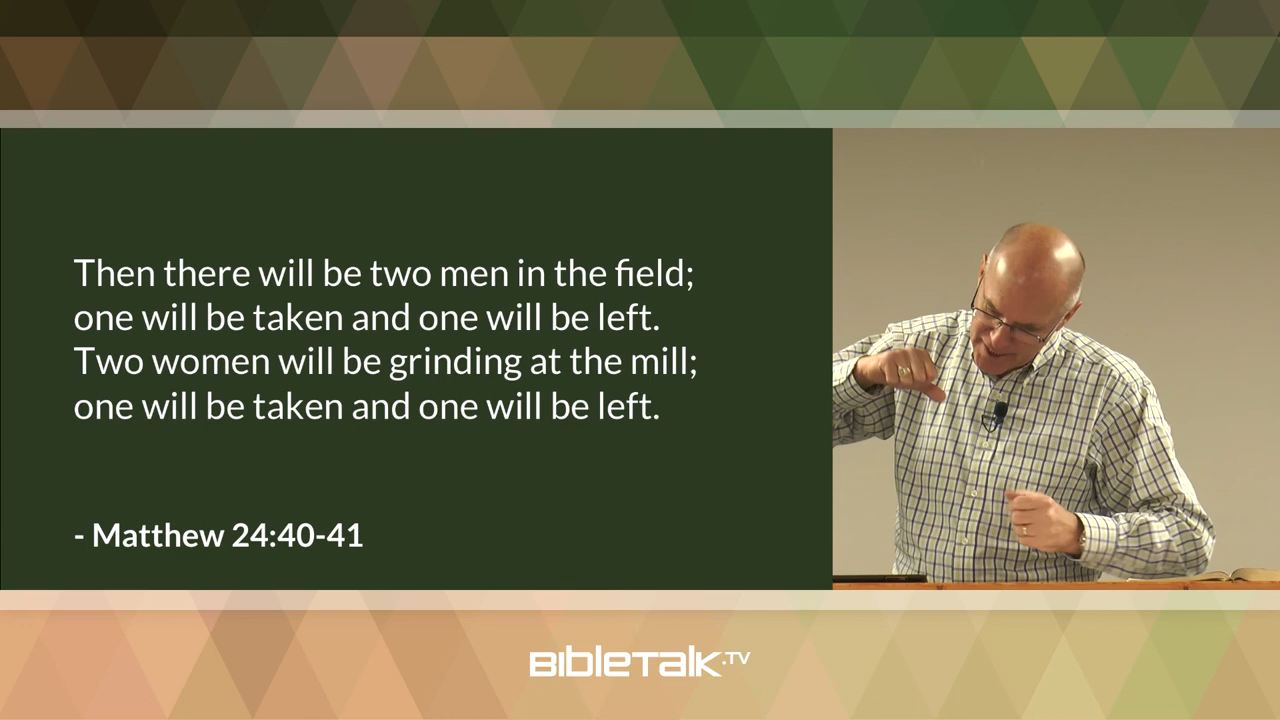 Then there will be two men in the field;
one will be taken and one will be left.
Two women will be grinding at the mill;
one will be taken and one will be left.
- Matthew 24:40-41
BIBLETALK.TV